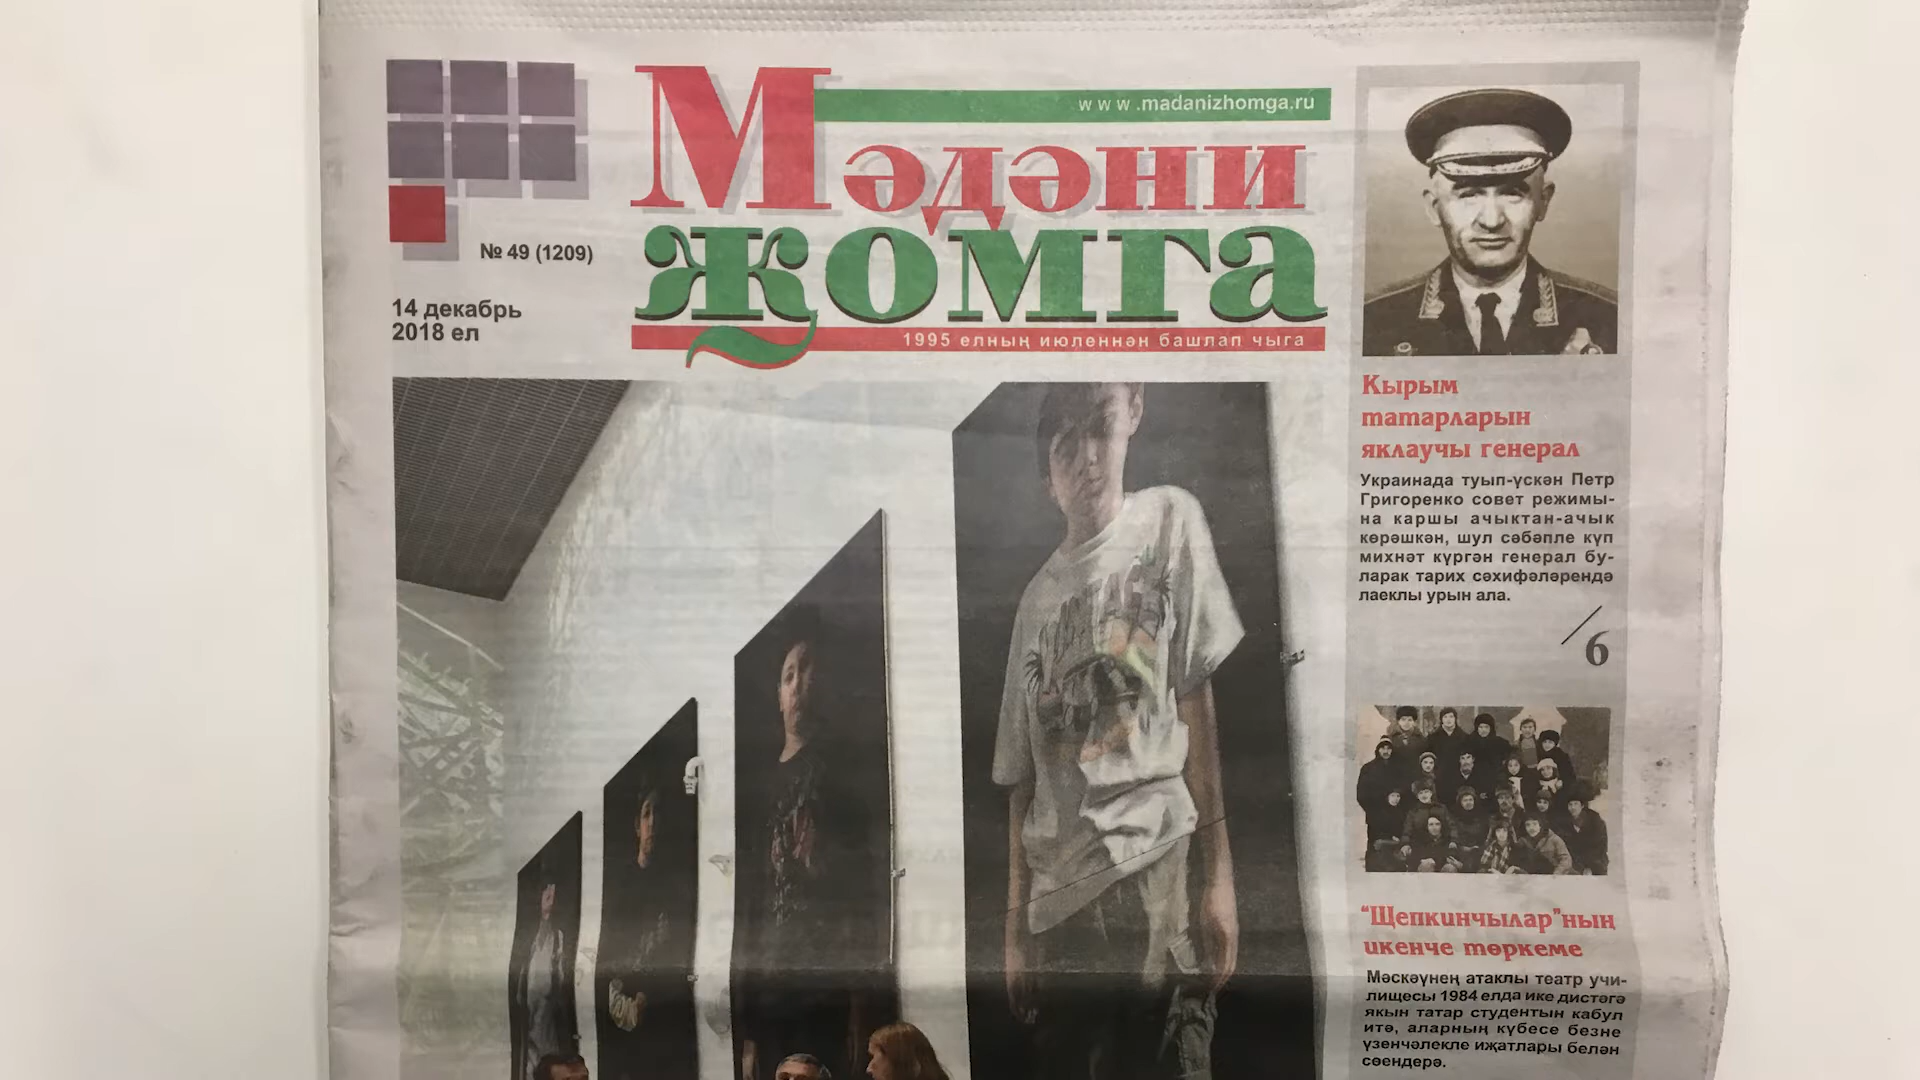 www.madanizhomga.ru
Мәдәни
җомга
№ 49 (1209)
14 декабрь
2018 ел
1995 елның июленнән башлап чыга
Кырым
татарларын
яклаучы генерал
Украинада туып-үскән Петр
Григоренко совет режимы-
на каршы ачыктан-ачык
көрәшкән, шул сәбәпле күп
михнәт күргән генерал бу-
ларак тарих сәхифәләрендә
лаеклы урын ала.
6
“Щепкинчылар”ның
икенче төркеме
Мәскәүнең атаклы театр учи-
лищесы 1984 елда ике дистәгә
якын татар студентын кабул
итә, аларның күбесе безне
үзенчәлекле иҗатлары белән
сөендерә.